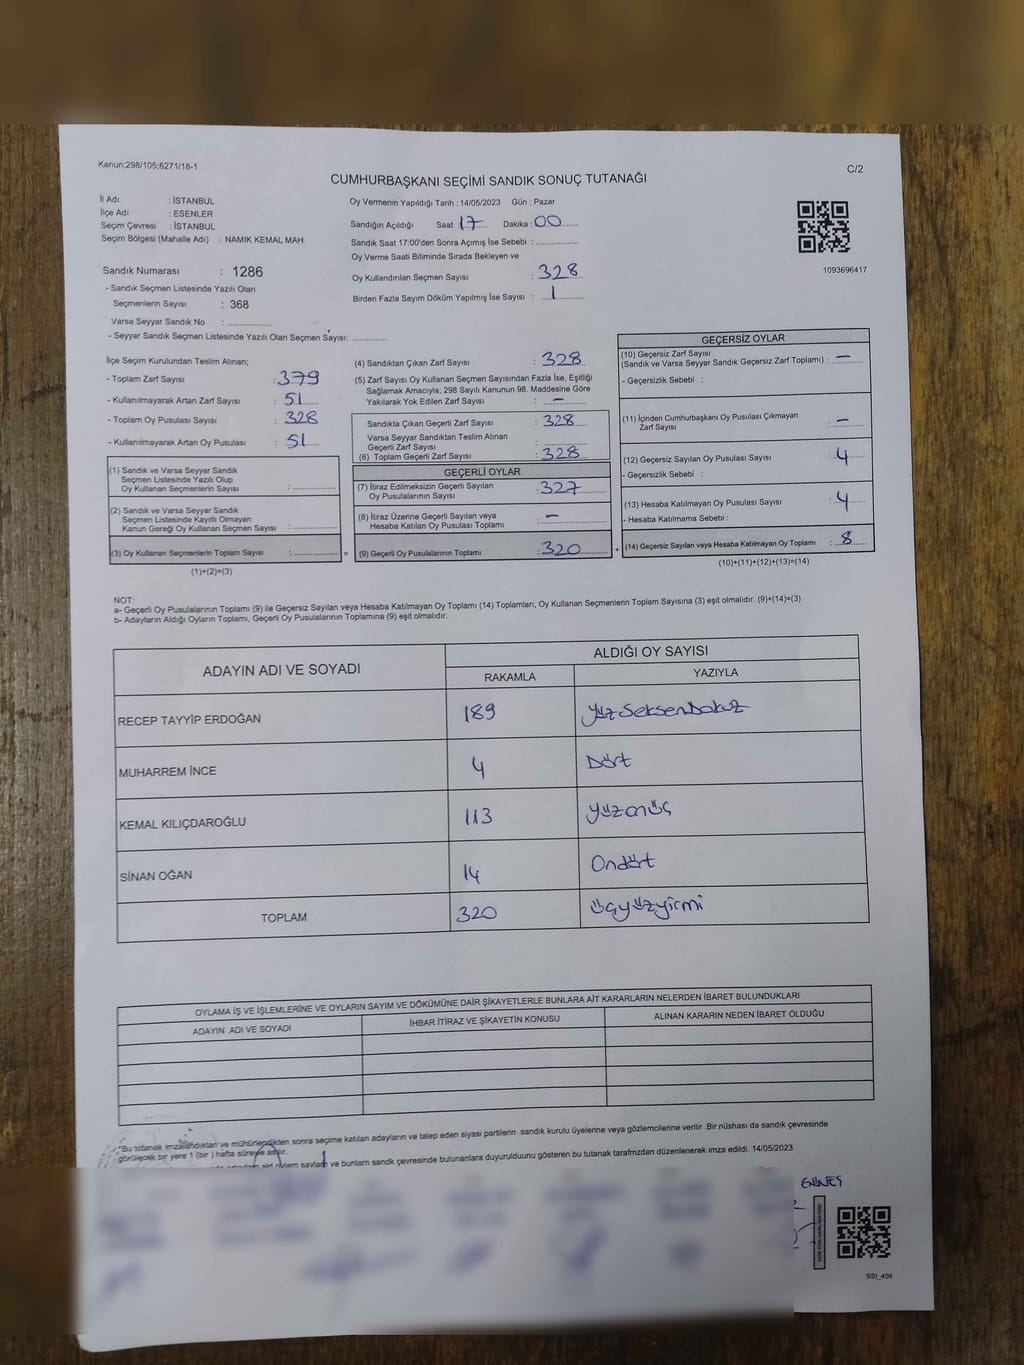 Kanun:298/105;6271/18-1
C/2
CUMHURBAŞKANI SEÇİMİ SANDIK SONUÇ TUTANAĞI
İl Adı : İSTANBUL
İlçe Adı : ESENLER
Seçim Çevresi : İSTANBUL
Seçim Bölgesi (Mahalle Adı) : NAMIK KEMAL MAH.
Sandık Numarası : 1286
- Sandık Seçmen Listesinde Yazılı Olan
Seçmenlerin Sayısı : 368
Varsa Seyyar Sandık No : ..............
- Seyyar Sandık Seçmen Listesinde Yazılı Olan Seçmen Sayısı: ............
Oy Vermenin Yapıldığı Tarih : 14/05/2023 Gün : Pazar
Sandığın Açıldığı Saat : 17 Dakika : 00
Sandık Saat 17:00'den Sonra Açımış İse Sebebi : ..............
Oy Verme Saati Bitiminde Sırada Bekleyen ve
Oy Kullandırılan Seçmen Sayısı : 328
Birden Fazla Sayım Döküm Yapılmış İse Sayısı : 1
1093696417
İlçe Seçim Kurulundan Teslim Alınan;
- Toplam Zarf Sayısı : 379
- Kullanılmayarak Artan Zarf Sayısı : 51
- Toplam Oy Pusulası Sayısı : 328
- Kullanılmayarak Artan Oy Pusulası : 51
(1) Sandık ve Varsa Seyyar Sandık
Seçmen Listesinde Yazılı Olup
Oy Kullanan Seçmenlerin Sayısı : ............
(2) Sandık ve Varsa Seyyar Sandık
Seçmen Listesinde Kayıtlı Olmayan
Kanun Gereği Oy Kullanan Seçmen Sayısı : ............
(3) Oy Kullanan Seçmenlerin Toplam Sayısı : ............ =
(1)+(2)=(3)
(4) Sandıktan Çıkan Zarf Sayısı : 328
(5) Zarf Sayısı Oy Kullanan Seçmen Sayısından Fazla İse, Eşitliği
Sağlamak Amacıyla; 298 Sayılı Kanunun 98. Maddesine Göre
Yakılarak Yok Edilen Zarf Sayısı : —
Sandıkta Çıkan Geçerli Zarf Sayısı : 328
Varsa Seyyar Sandıktan Teslim Alınan
Geçerli Zarf Sayısı : ............
(6) Toplam Geçerli Zarf Sayısı : 328
GEÇERLİ OYLAR
(7) İtiraz Edilmeksizin Geçerli Sayılan
Oy Pusulalarının Sayısı : 327
(8) İtiraz Üzerine Geçerli Sayılan veya
Hesaba Katılan Oy Pusulası Toplamı : —
(9) Geçerli Oy Pusulalarının Toplamı : 320 +
GEÇERSİZ OYLAR
(10) Geçersiz Zarf Sayısı
(Sandık ve Varsa Seyyar Sandık Geçersiz Zarf Toplamı) : —
- Geçersizlik Sebebi :
(11) İçinden Cumhurbaşkanı Oy Pusulası Çıkmayan
Zarf Sayısı : —
(12) Geçersiz Sayılan Oy Pusulası Sayısı : 4
- Geçersizlik Sebebi :
(13) Hesaba Katılmayan Oy Pusulası Sayısı : 4
- Hesaba Katılmama Sebebi :
(14) Geçersiz Sayılan veya Hesaba Katılmayan Oy Toplamı : 8
(10)+(11)+(12)+(13)=(14)
NOT:
a- Geçerli Oy Pusulalarının Toplamı (9) ile Geçersiz Sayılan veya Hesaba Katılmayan Oy Toplamı (14) Toplamları, Oy Kullanan Seçmenlerin Toplam Sayısına (3) eşit olmalıdır. (9)+(14)=(3)
b- Adayların Aldığı Oyların Toplamı, Geçerli Oy Pusulalarının Toplamına (9) eşit olmalıdır.
ADAYIN ADI VE SOYADI
ALDIĞI OY SAYISI
RAKAMLA YAZIYLA
RECEP TAYYİP ERDOĞAN 189 yüzseksendokuz
MUHARREM İNCE 4 Dört
KEMAL KILIÇDAROĞLU 113 yüzonüç
SİNAN OĞAN 14 Ondört
TOPLAM 320 üçyüzyirmi
OYLAMA İŞ VE İŞLEMLERİNE VE OYLARIN SAYIM VE DÖKÜMÜNE DAİR ŞİKAYETLERLE BUNLARA AİT KARARLARIN NELERDEN İBARET BULUNDUKLARI
ADAYIN ADI VE SOYADI İHBAR İTİRAZ VE ŞİKAYETİN KONUSU ALINAN KARARIN NEDEN İBARET OLDUĞU
*Bu tutanak imzalandıktan ve mühürlendikten sonra seçime katılan adayların ve talep eden siyasi partilerin sandık kurulu üyelerine veya gözlemcilerine verilir .Bir nüshası da sandık çevresinde
görülecek bir yere 1 (bir ) hafta süreyle asılır.
oyların sayılarını ve bunların sandık çevresinde bulunanlara duyurulduunu gösteren bu tutanak tarafmzdan düzenlenerek imza edildi. 14/05/2023
SSI_404